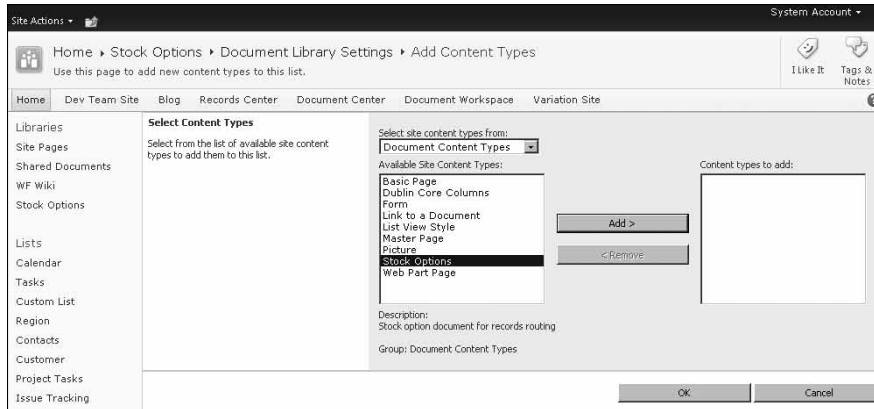 System Account
Site Actions
Home ▸ Stock Options ▸ Document Library Settings ▸ Add Content Types
Use this page to add new content types to this list.
I Like It
Tags &
Notes
Home Dev Team Site Blog Records Center Document Center Document Workspace Variation Site
Libraries
Site Pages
Shared Documents
WF Wiki
Stock Options
Lists
Calendar
Tasks
Custom List
Region
Contacts
Customer
Project Tasks
Issue Tracking
Select Content Types
Select from the list of available site content
types to add them to this list.
Select site content types from:
Document Content Types
Available Site Content Types:
Basic Page
Dublin Core Columns
Form
Link to a Document
List View Style
Master Page
Picture
Stock Options
Web Part Page
Add >
< Remove
Content types to add:
Description:
Stock option document for records routing
Group: Document Content Types
OK
Cancel